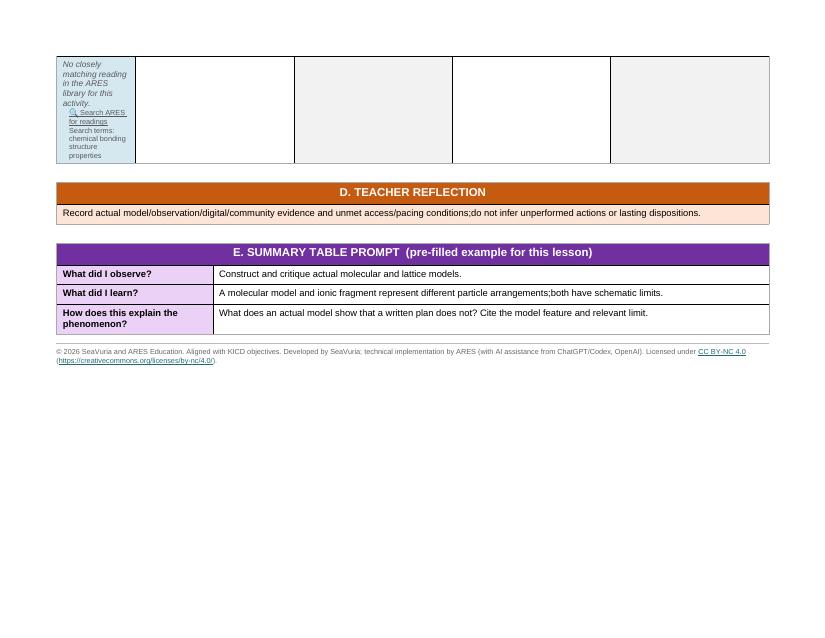 No closely
matching reading
in the ARES
library for this
activity.
🔍 Search ARES
for readings
Search terms:
chemical bonding
structure
properties
D. TEACHER REFLECTION
Record actual model/observation/digital/community evidence and unmet access/pacing conditions;do not infer unperformed actions or lasting dispositions.
E. SUMMARY TABLE PROMPT  (pre-filled example for this lesson)
What did I observe?
Construct and critique actual molecular and lattice models.
What did I learn?
A molecular model and ionic fragment represent different particle arrangements;both have schematic limits.
How does this explain the
phenomenon?
What does an actual model show that a written plan does not? Cite the model feature and relevant limit.
© 2026 SeaVuria and ARES Education. Aligned with KICD objectives. Developed by SeaVuria; technical implementation by ARES (with AI assistance from ChatGPT/Codex, OpenAI). Licensed under CC BY-NC 4.0
(https://creativecommons.org/licenses/by-nc/4.0/).